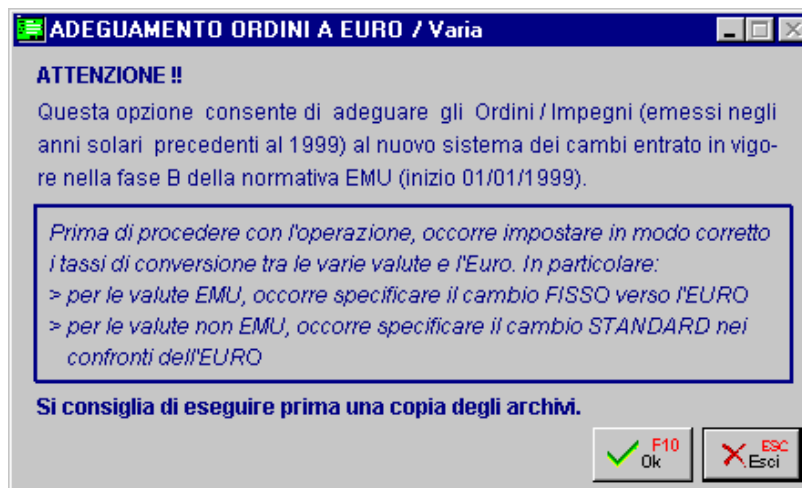 ADEGUAMENTO ORDINI A EURO / Varia
ATTENZIONE !!
Questa opzione consente di adeguare gli Ordini / Impegni (emessi negli
anni solari precedenti al 1999) al nuovo sistema dei cambi entrato in vigo-
re nella fase B della normativa EMU (inizio 01/01/1999).
Prima di procedere con l'operazione, occorre impostare in modo corretto
i tassi di conversione tra le varie valute e l'Euro. In particolare:
> per le valute EMU, occorre specificare il cambio FISSO verso l'EURO
> per le valute non EMU, occorre specificare il cambio STANDARD nei
confronti dell'EURO
Si consiglia di eseguire prima una copia degli archivi.
F10
Ok
ESC
Esci